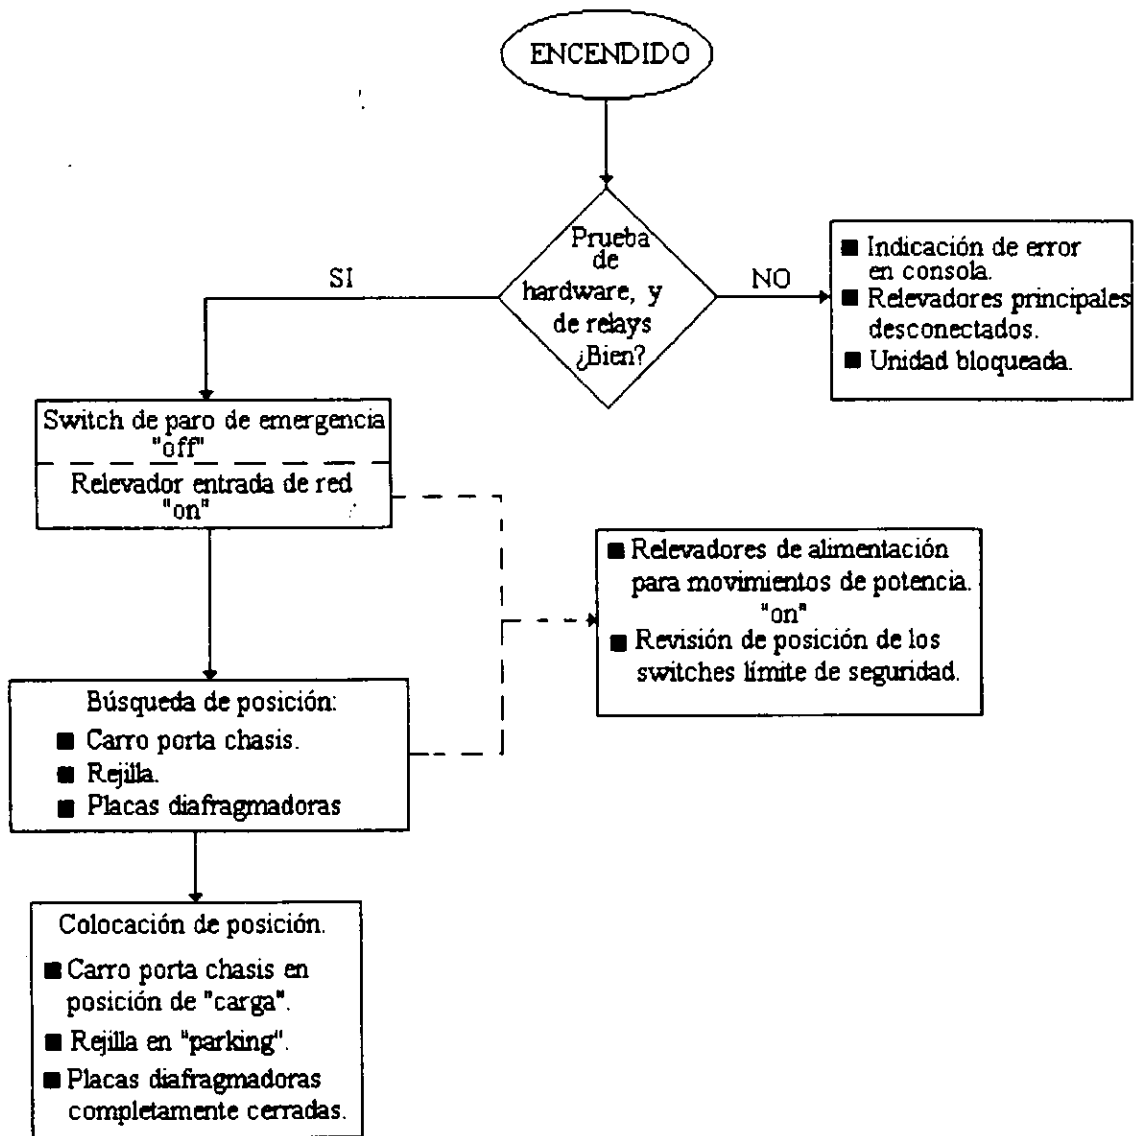 ENCENDIDO
Prueba
de
hardware, y
de relays
¿Bien?
SI
NO
■ Indicación de error
en consola.
■ Relevadores principales
desconectados.
■ Unidad bloqueada.
Switch de paro de emergencia
"off"
Relevador entrada de red
"on"
■ Relevadores de alimentación
para movimientos de potencia.
"on"
■ Revisión de posición de los
switches límite de seguridad.
Búsqueda de posición:
■ Carro porta chasis.
■ Rejilla.
■ Placas diafragmadoras
Colocación de posición.
■ Carro porta chasis en
posición de "carga".
■ Rejilla en "parking".
■ Placas diafragmadoras
completamente cerradas.